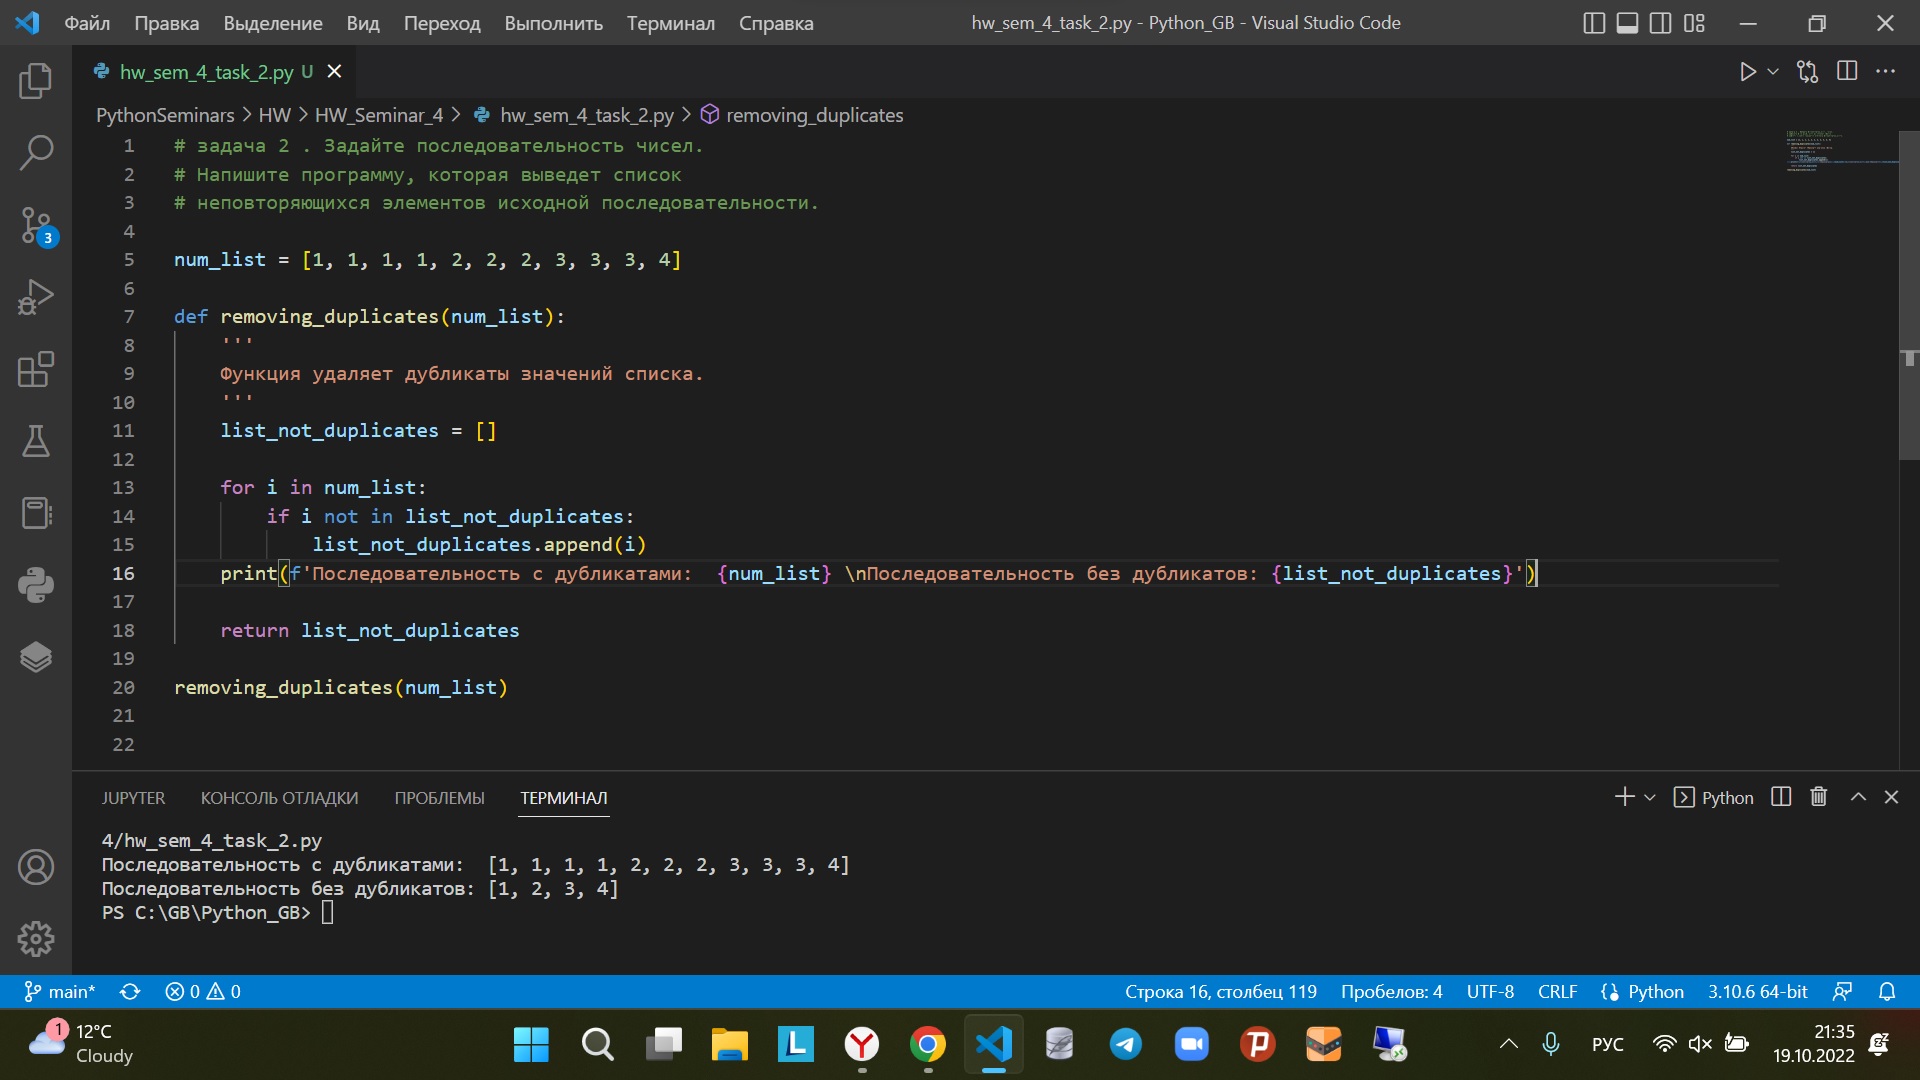 Файл Правка Выделение Вид Переход Выполнить Терминал Справка hw_sem_4_task_2.py - Python_GB - Visual Studio Code
hw_sem_4_task_2.py U
PythonSeminars > HW > HW_Seminar_4 > hw_sem_4_task_2.py > removing_duplicates
1 # задача 2 . Задайте последовательность чисел.
2 # Напишите программу, которая выведет список
3 # неповторяющихся элементов исходной последовательности.
4
5 num_list = [1, 1, 1, 1, 2, 2, 2, 3, 3, 3, 4]
6
7 def removing_duplicates(num_list):
8     '''
9     Функция удаляет дубликаты значений списка.
10     '''
11     list_not_duplicates = []
12
13     for i in num_list:
14         if i not in list_not_duplicates:
15             list_not_duplicates.append(i)
16     print(f'Последовательность с дубликатами:  {num_list} \nПоследовательность без дубликатов: {list_not_duplicates}')
17
18     return list_not_duplicates
19
20 removing_duplicates(num_list)
21
22
3
JUPYTER КОНСОЛЬ ОТЛАДКИ ПРОБЛЕМЫ ТЕРМИНАЛ Python
4/hw_sem_4_task_2.py
Последовательность с дубликатами:  [1, 1, 1, 1, 2, 2, 2, 3, 3, 3, 4]
Последовательность без дубликатов: [1, 2, 3, 4]
PS C:\GB\Python_GB>
main* 0 0 Строка 16, столбец 119 Пробелов: 4 UTF-8 CRLF Python 3.10.6 64-bit
1 12°C
Cloudy
РУС
21:35
19.10.2022